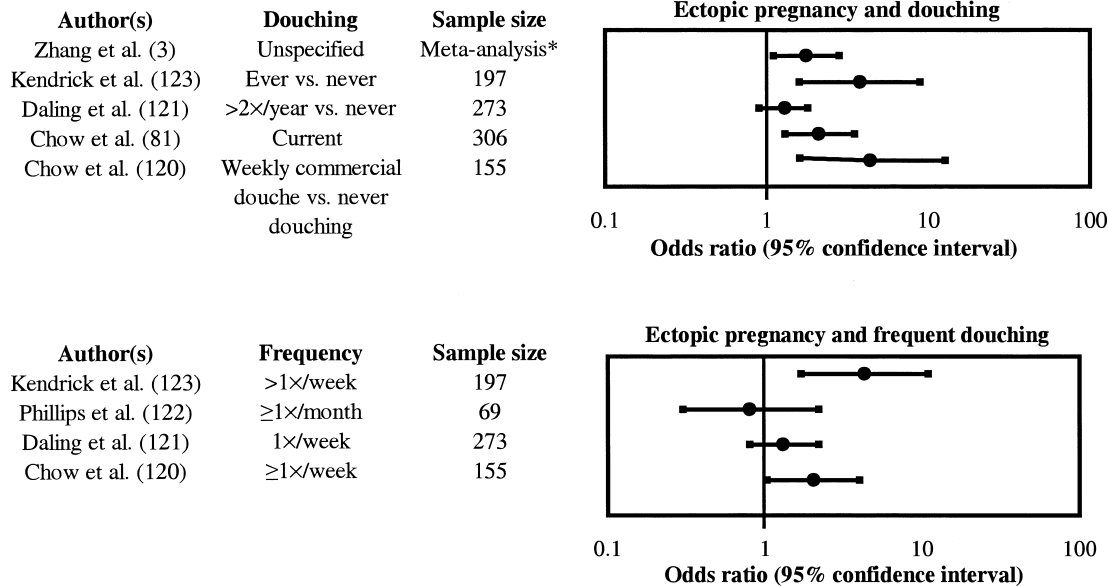 Ectopic pregnancy and douching
Author(s) Douching Sample size
Zhang et al. (3) Unspecified Meta-analysis*
Kendrick et al. (123) Ever vs. never 197
Daling et al. (121) >2×/year vs. never 273
Chow et al. (81) Current 306
Chow et al. (120) Weekly commercial 155
douche vs. never
douching
0.1 1 10 100
Odds ratio (95% confidence interval)
Ectopic pregnancy and frequent douching
Author(s) Frequency Sample size
Kendrick et al. (123) >1×/week 197
Phillips et al. (122) ≥1×/month 69
Daling et al. (121) 1×/week 273
Chow et al. (120) ≥1×/week 155
0.1 1 10 100
Odds ratio (95% confidence interval)